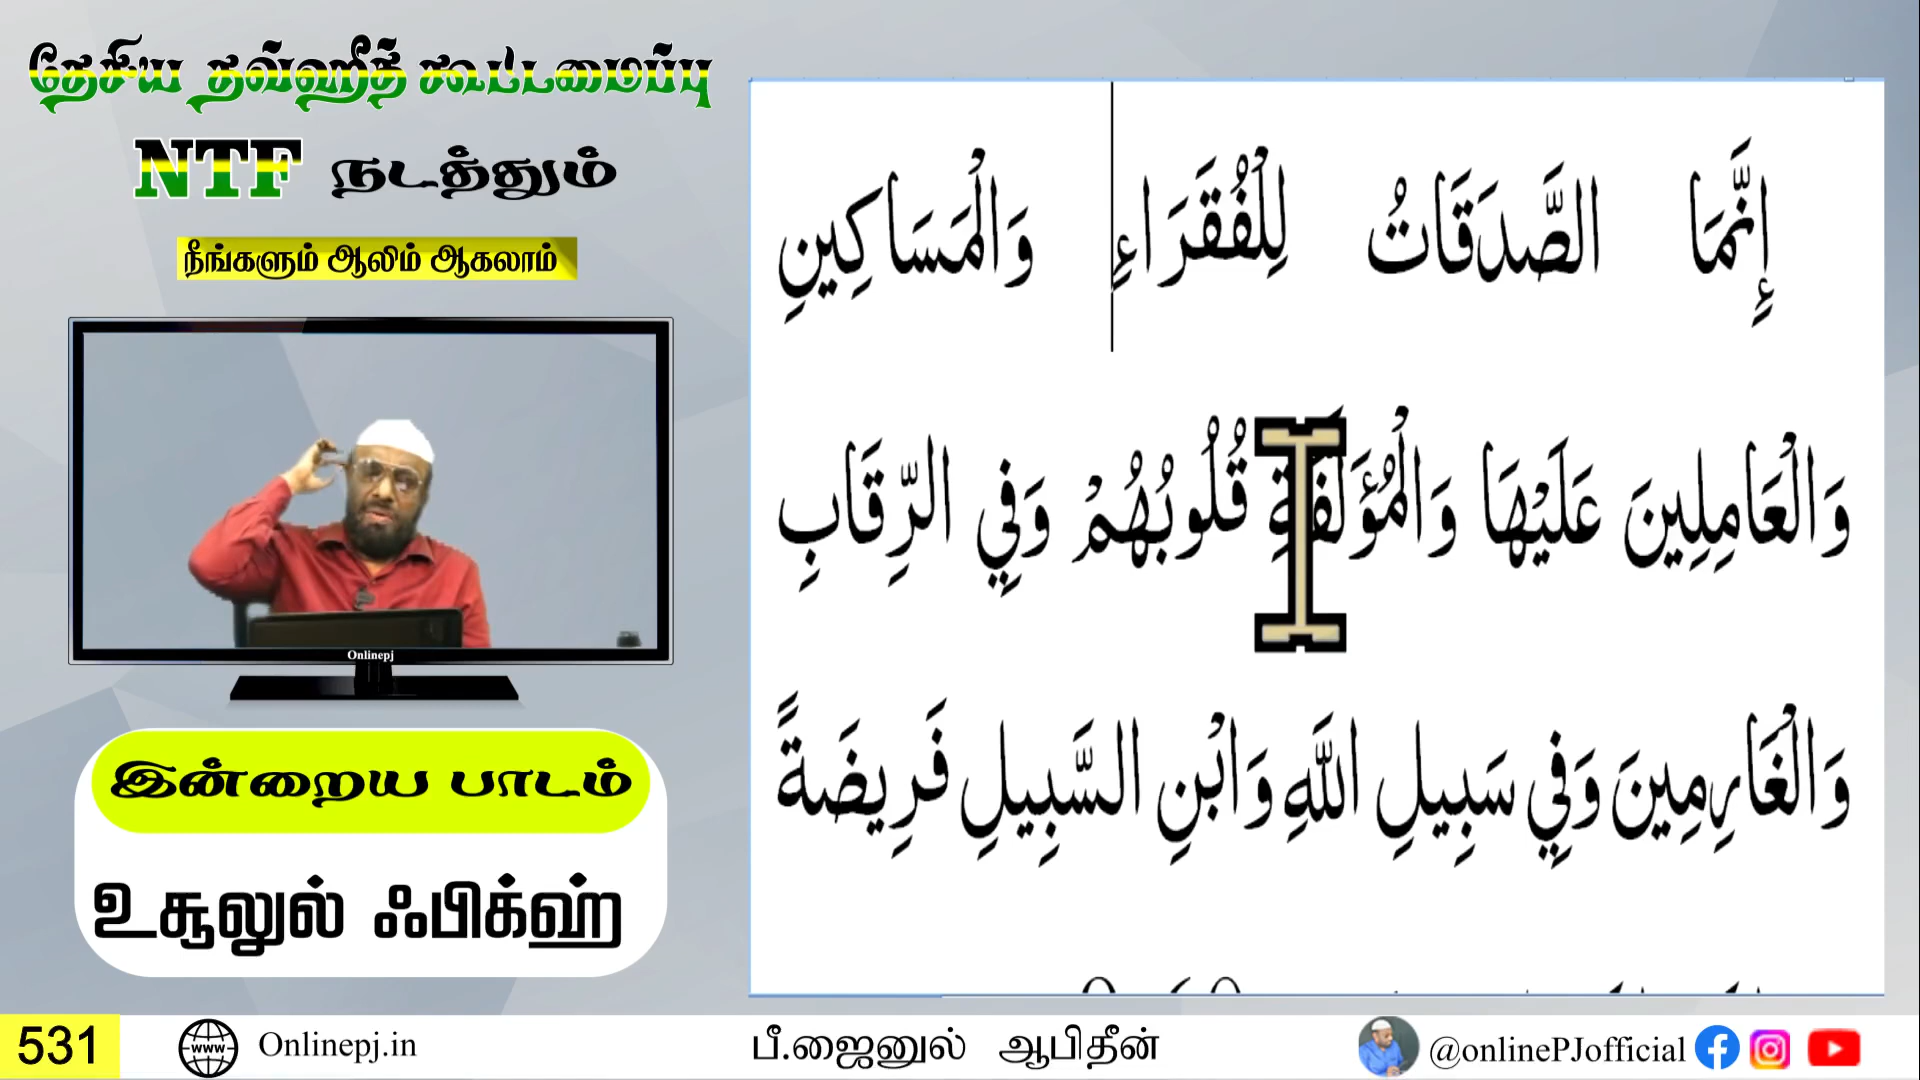 தேசிய தவ்ஹீத் கூட்டமைப்பு
NTF நடத்தும்
நீங்களும் ஆலிம் ஆகலாம்
Onlinepj
இன்றைய பாடம்
உசூலுல் ஃபிக்ஹ்
إِنَّمَا الصَّدَقَاتُ لِلْفُقَرَاءِ وَالْمَسَاكِينِ
وَالْعَامِلِينَ عَلَيْهَا وَالْمُؤَلَّفَةِ قُلُوبُهُمْ وَفِي الرِّقَابِ
وَالْغَارِمِينَ وَفِي سَبِيلِ اللَّهِ وَابْنِ السَّبِيلِ فَرِيضَةً
531 www Onlinepj.in பீ.ஜைனுல் ஆபிதீன் @onlinePJofficial